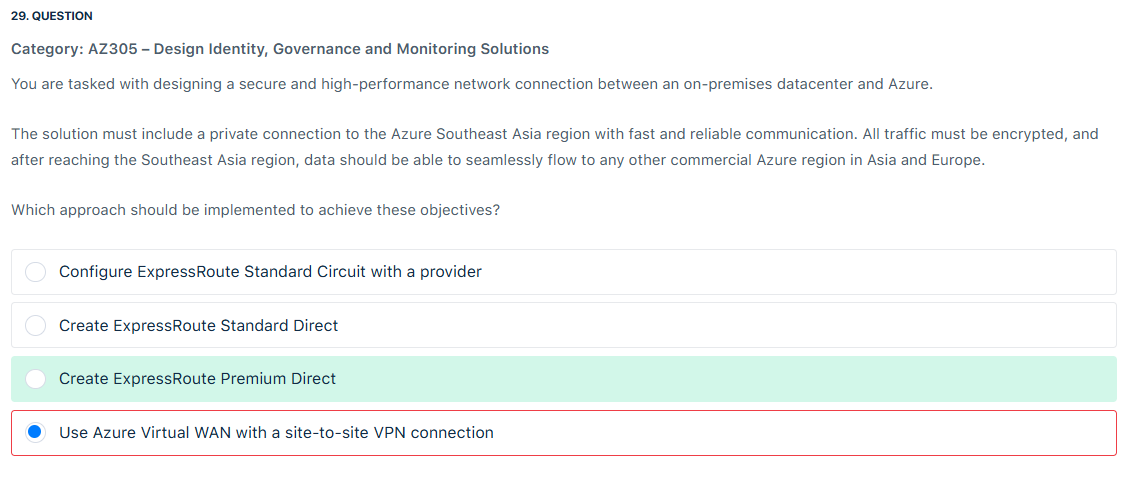 29. QUESTION
Category: AZ305 – Design Identity, Governance and Monitoring Solutions
You are tasked with designing a secure and high-performance network connection between an on-premises datacenter and Azure.
The solution must include a private connection to the Azure Southeast Asia region with fast and reliable communication. All traffic must be encrypted, and
after reaching the Southeast Asia region, data should be able to seamlessly flow to any other commercial Azure region in Asia and Europe.
Which approach should be implemented to achieve these objectives?
Configure ExpressRoute Standard Circuit with a provider
Create ExpressRoute Standard Direct
Create ExpressRoute Premium Direct
Use Azure Virtual WAN with a site-to-site VPN connection